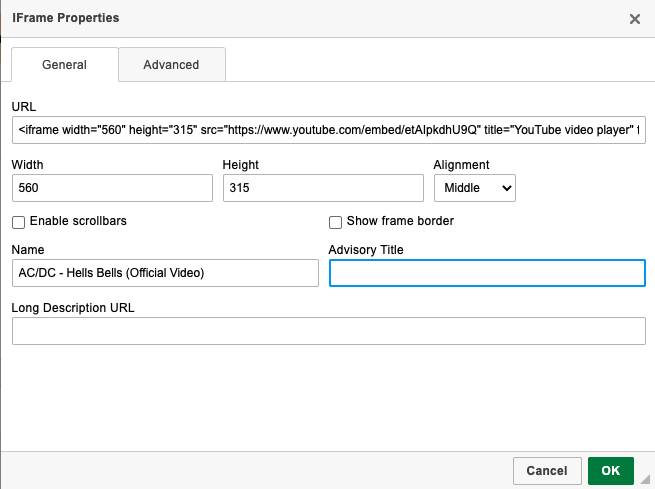 IFrame Properties
General
Advanced
URL
<iframe width="560" height="315" src="https://www.youtube.com/embed/etAIpkdhU9Q" title="YouTube video player" f
Width
Height
Alignment
560
315
Middle
Enable scrollbars
Show frame border
Name
Advisory Title
AC/DC - Hells Bells (Official Video)
Long Description URL
Cancel
OK